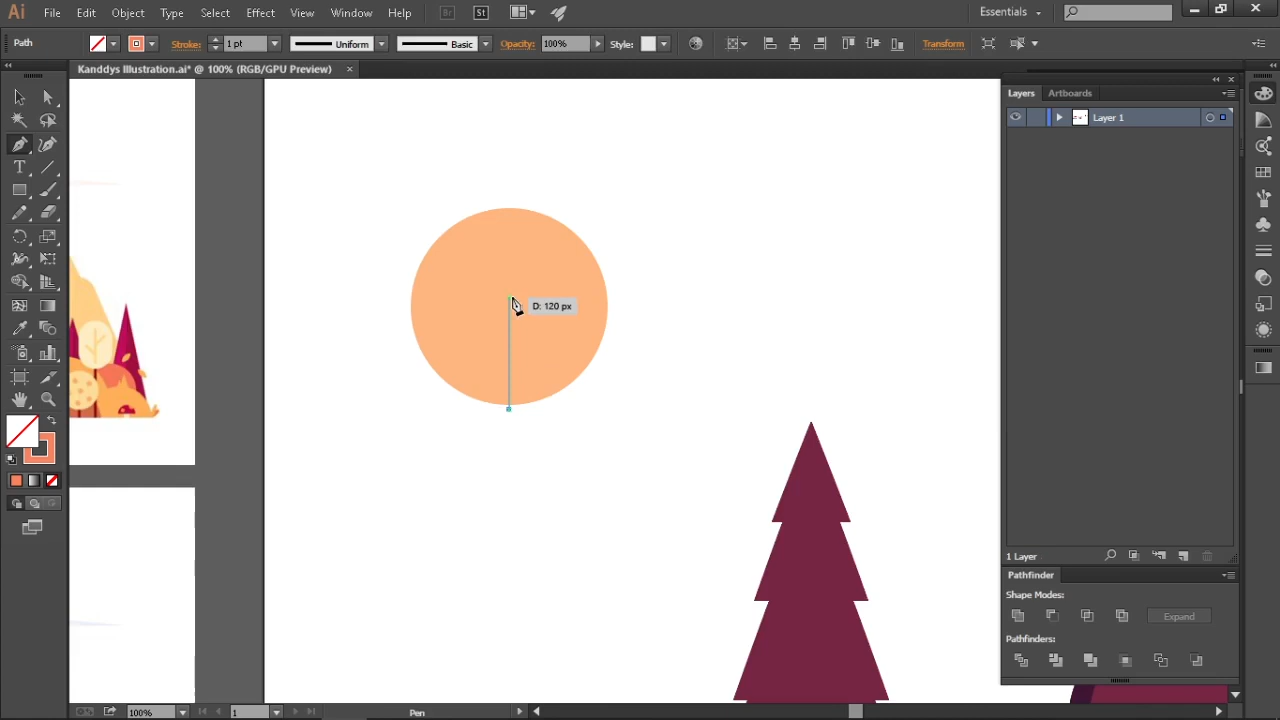 Ai File Edit Object Type Select Effect View Window Help Br St Essentials
Path Stroke: 1 pt Uniform Basic Opacity: 100% Style: Transform
Kanddys Illustration.ai* @ 100% (RGB/GPU Preview)
Layers Artboards
Layer 1
D: 120 px
1 Layer
Pathfinder
Shape Modes:
Expand
Pathfinders:
100% 1 Pen